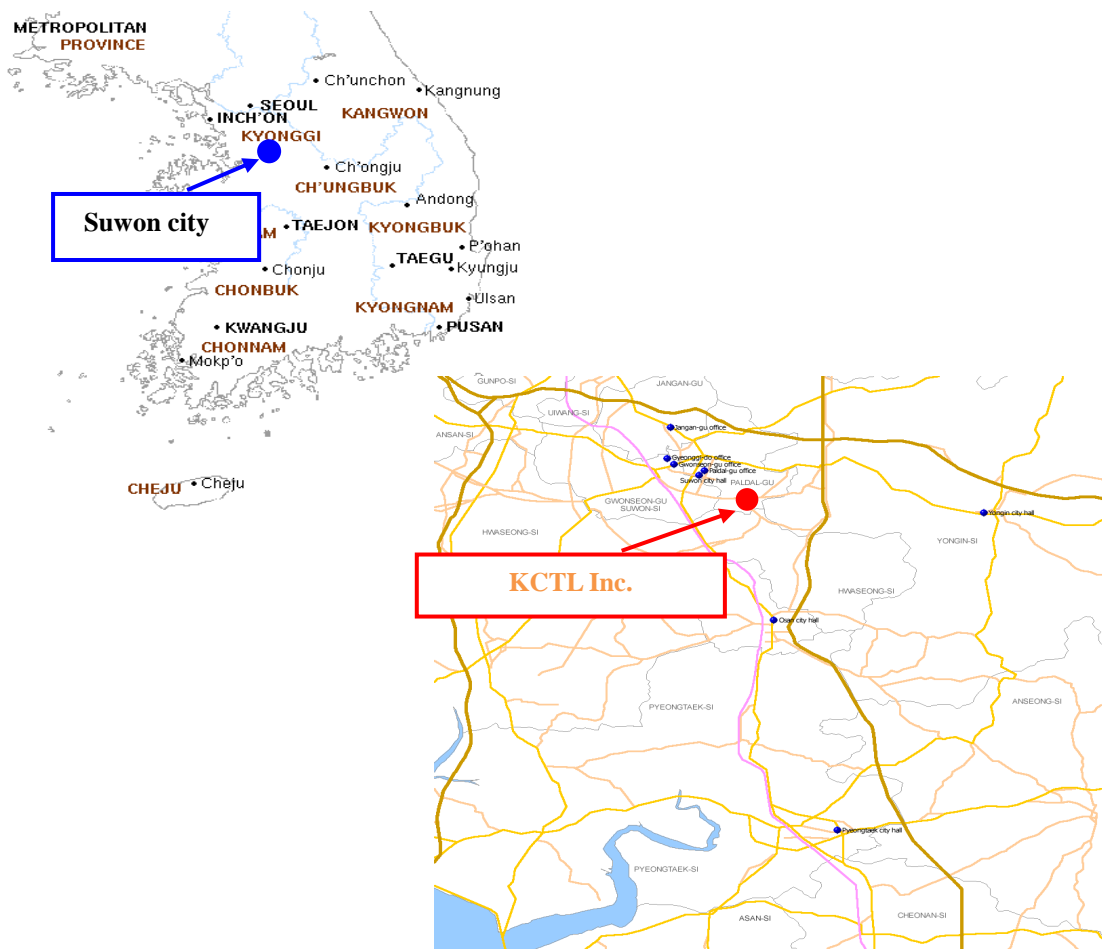 METROPOLITAN
PROVINCE
Ch'unchon
Kangnung
SEOUL
INCH'ON
KANGWON
KYONGGI
Ch'ongju
CH'UNGBUK
Andong
Suwon city
AM
TAEJON
KYONGBUK
P'ohan
TAEGU
Kyungju
Chonju
CHONBUK
Ulsan
KYONGNAM
KWANGJU
PUSAN
CHONNAM
Mokp'o
CHEJU
Cheju
GUNPO-SI
JANGAN-GU
UIWANG-SI
Jangan-gu office
ANSAN-SI
Gyeonggi-do office
Gwonseon-gu office
Paldal-gu office
Suwon city hall
PALDAL-GU
GWONSEON-GU
SUWON-SI
Yongin city hall
HWASEONG-SI
YONGIN-SI
KCTL Inc.
HWASEONG-SI
Osan city hall
ANSEONG-SI
PYEONGTAEK-SI
Pyeongtaek city hall
PYEONGTAEK-SI
ASAN-SI
CHEONAN-SI